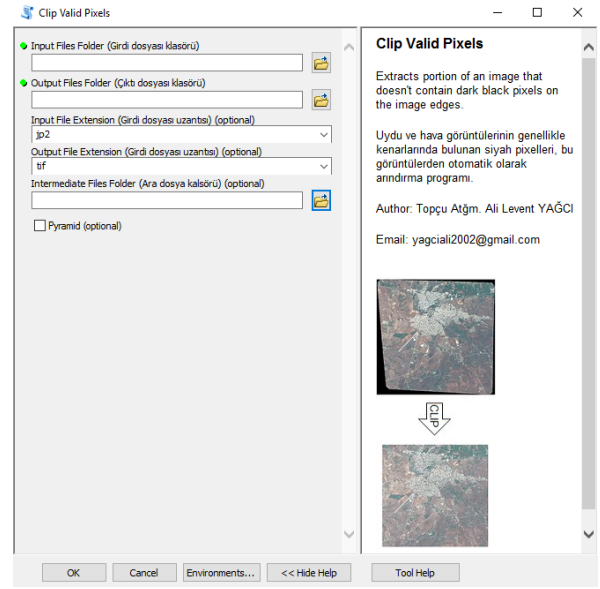 Clip Valid Pixels
Input Files Folder (Girdi dosyası klasörü)
Output Files Folder (Çıktı dosyası klasörü)
Input File Extension (Girdi dosyası uzantısı) (optional)
jp2
Output File Extension (Girdi dosyası uzantısı) (optional)
tif
Intermediate Files Folder (Ara dosya kalsörü) (optional)
Pyramid (optional)
Clip Valid Pixels
Extracts portion of an image that
doesn't contain dark black pixels on
the image edges.
Uydu ve hava görüntülerinin genellikle
kenarlarında bulunan siyah pixelleri, bu
görüntülerden otomatik olarak
arındırma programı.
Author: Topçu Atğm. Ali Levent YAĞCI
Email: yagciali2002@gmail.com
CLIP
OK
Cancel
Environments...
<< Hide Help
Tool Help